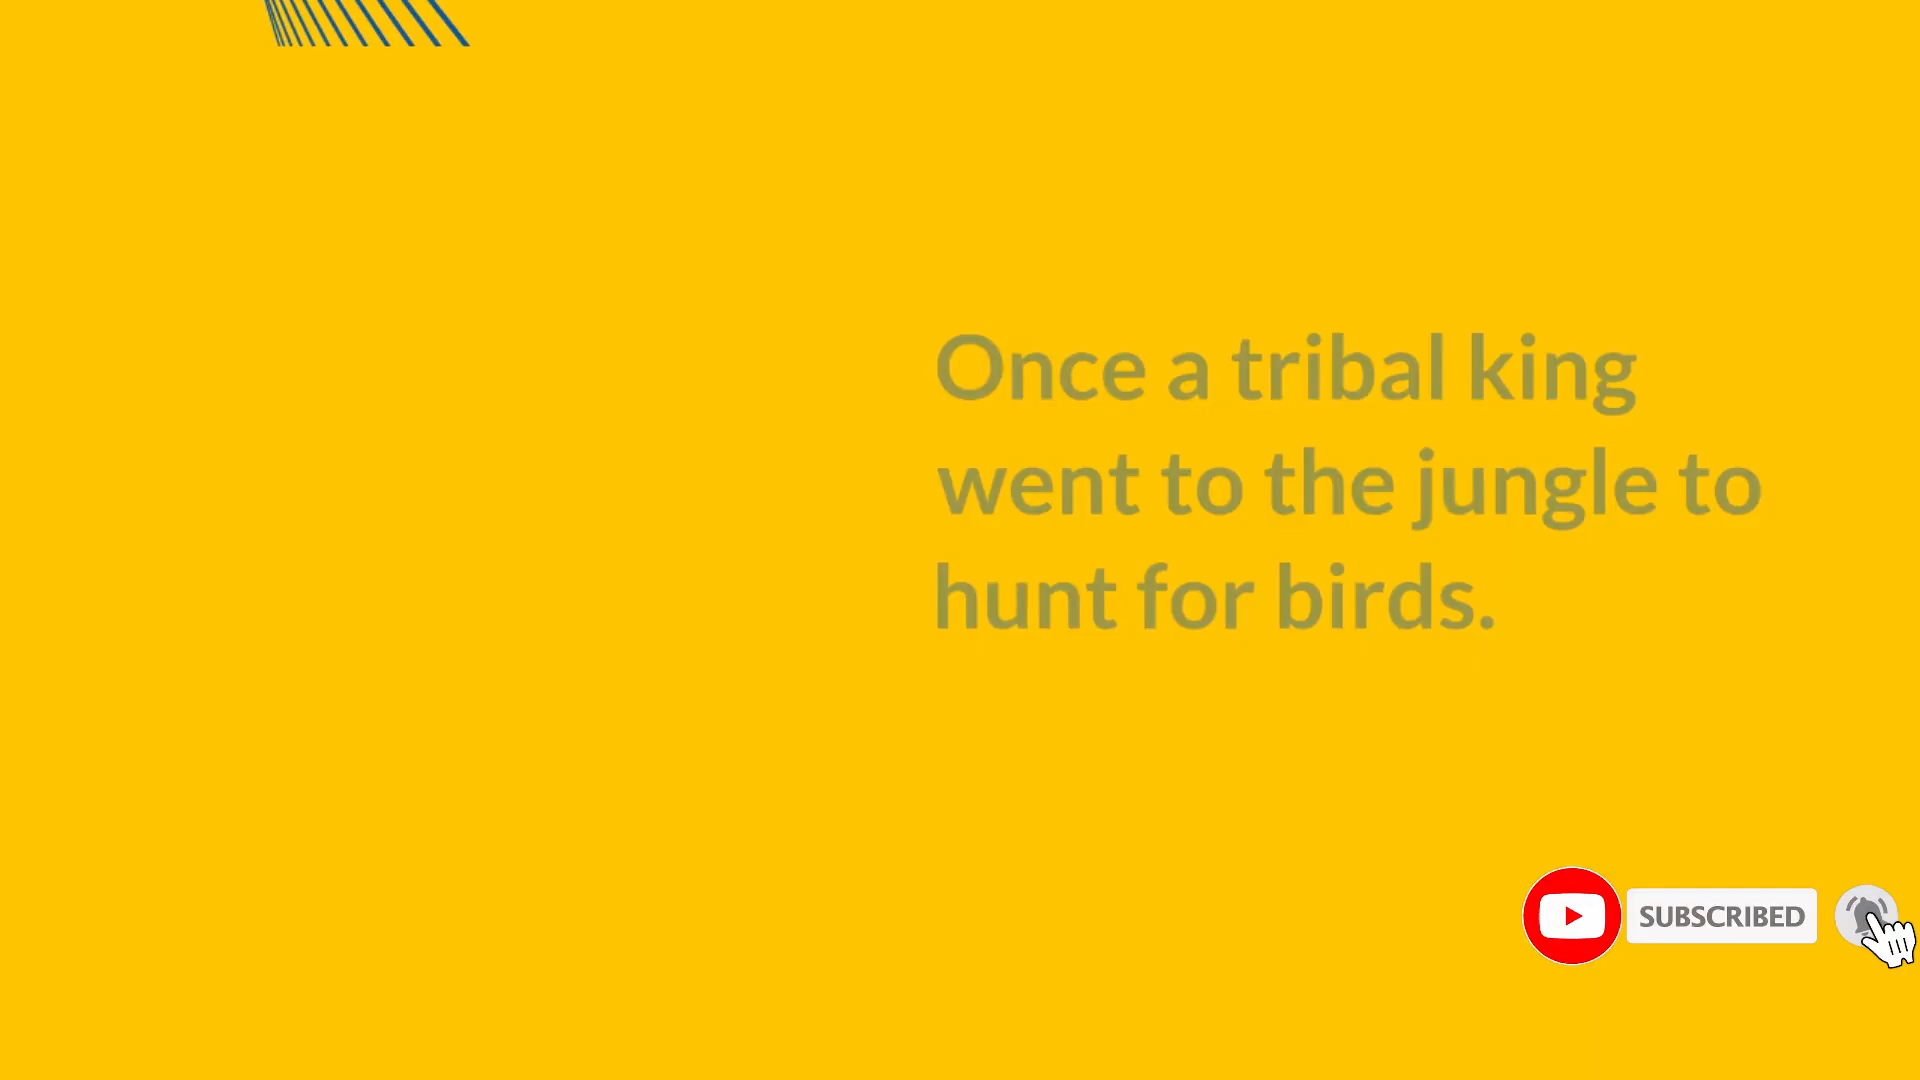 Once a tribal king
went to the jungle to
hunt for birds.
SUBSCRIBED